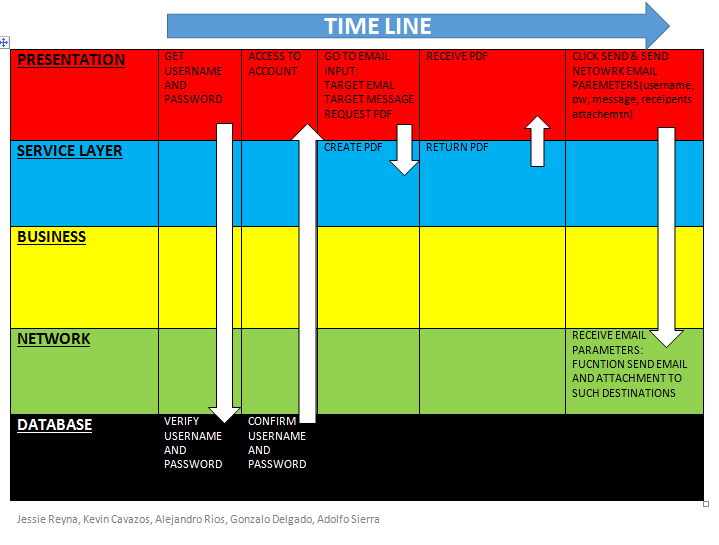 TIME LINE
PRESENTATION
GET
USERNAME
AND
PASSWORD
ACCESS TO
ACCOUNT
GO TO EMAIL
INPUT:
TARGET EMAL
TARGET MESSAGE
REQUEST PDF
RECEIVE PDF
CLICK SEND & SEND
NETOWRK EMAIL
PAREMETERS(username,
pw, message, receipents
attachemtn)
SERVICE LAYER
CREATE PDF
RETURN PDF
BUSINESS
NETWORK
RECEIVE EMAIL
PARAMETERS:
FUCNTION SEND EMAIL
AND ATTACHMENT TO
SUCH DESTINATIONS
DATABASE
VERIFY
USERNAME
AND
PASSWORD
CONFIRM
USERNAME
AND
PASSWORD
Jessie Reyna, Kevin Cavazos, Alejandro Rios, Gonzalo Delgado, Adolfo Sierra